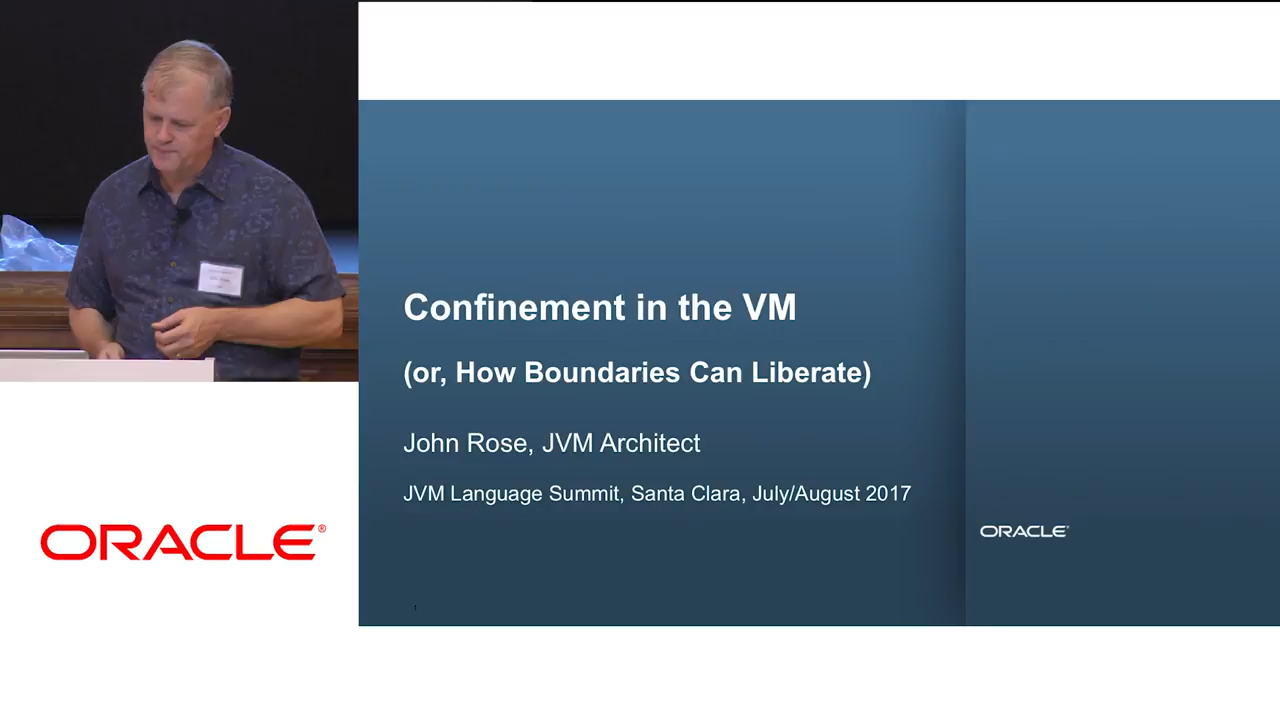 Confinement in the VM
(or, How Boundaries Can Liberate)
John Rose, JVM Architect
JVM Language Summit, Santa Clara, July/August 2017
ORACLE®
ORACLE®
1